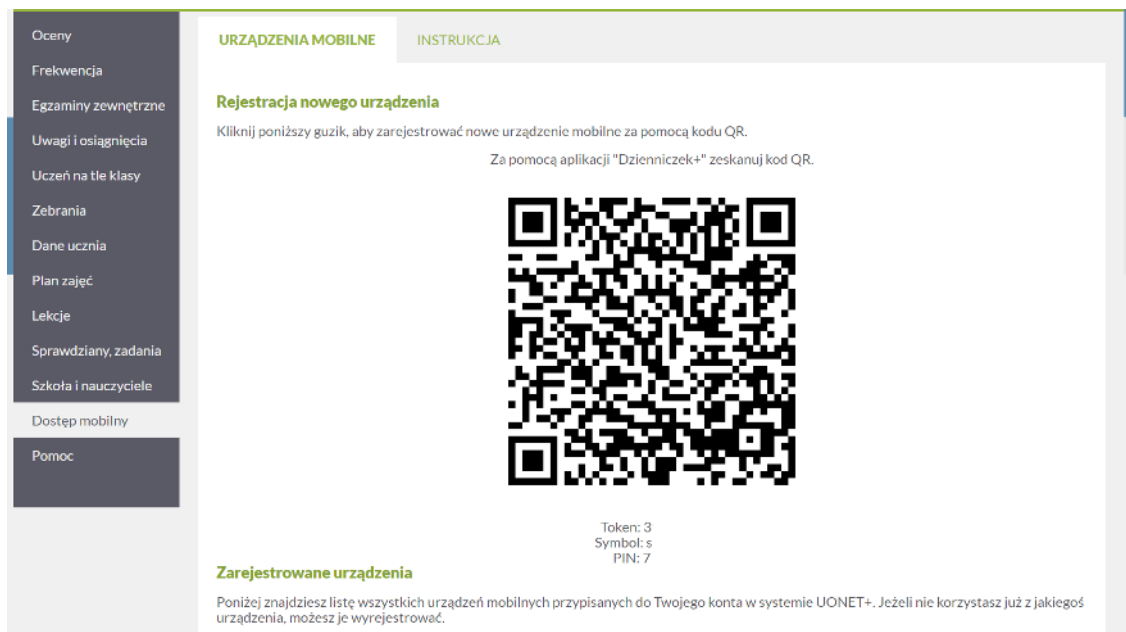 Oceny
Frekwencja
Egzaminy zewnętrzne
Uwagi i osiągnięcia
Uczeń na tle klasy
Zebrania
Dane ucznia
Plan zajęć
Lekcje
Sprawdziany, zadania
Szkoła i nauczyciele
Dostęp mobilny
Pomoc
URZĄDZENIA MOBILNE
INSTRUKCJA
Rejestracja nowego urządzenia
Kliknij poniższy guzik, aby zarejestrować nowe urządzenie mobilne za pomocą kodu QR.
Za pomocą aplikacji "Dzienniczek+" zeskanuj kod QR.
Token: 3
Symbol: s
PIN: 7
Zarejestrowane urządzenia
Poniżej znajdziesz listę wszystkich urządzeń mobilnych przypisanych do Twojego konta w systemie UONET+. Jeżeli nie korzystasz już z jakiegoś
urządzenia, możesz je wyrejestrować.